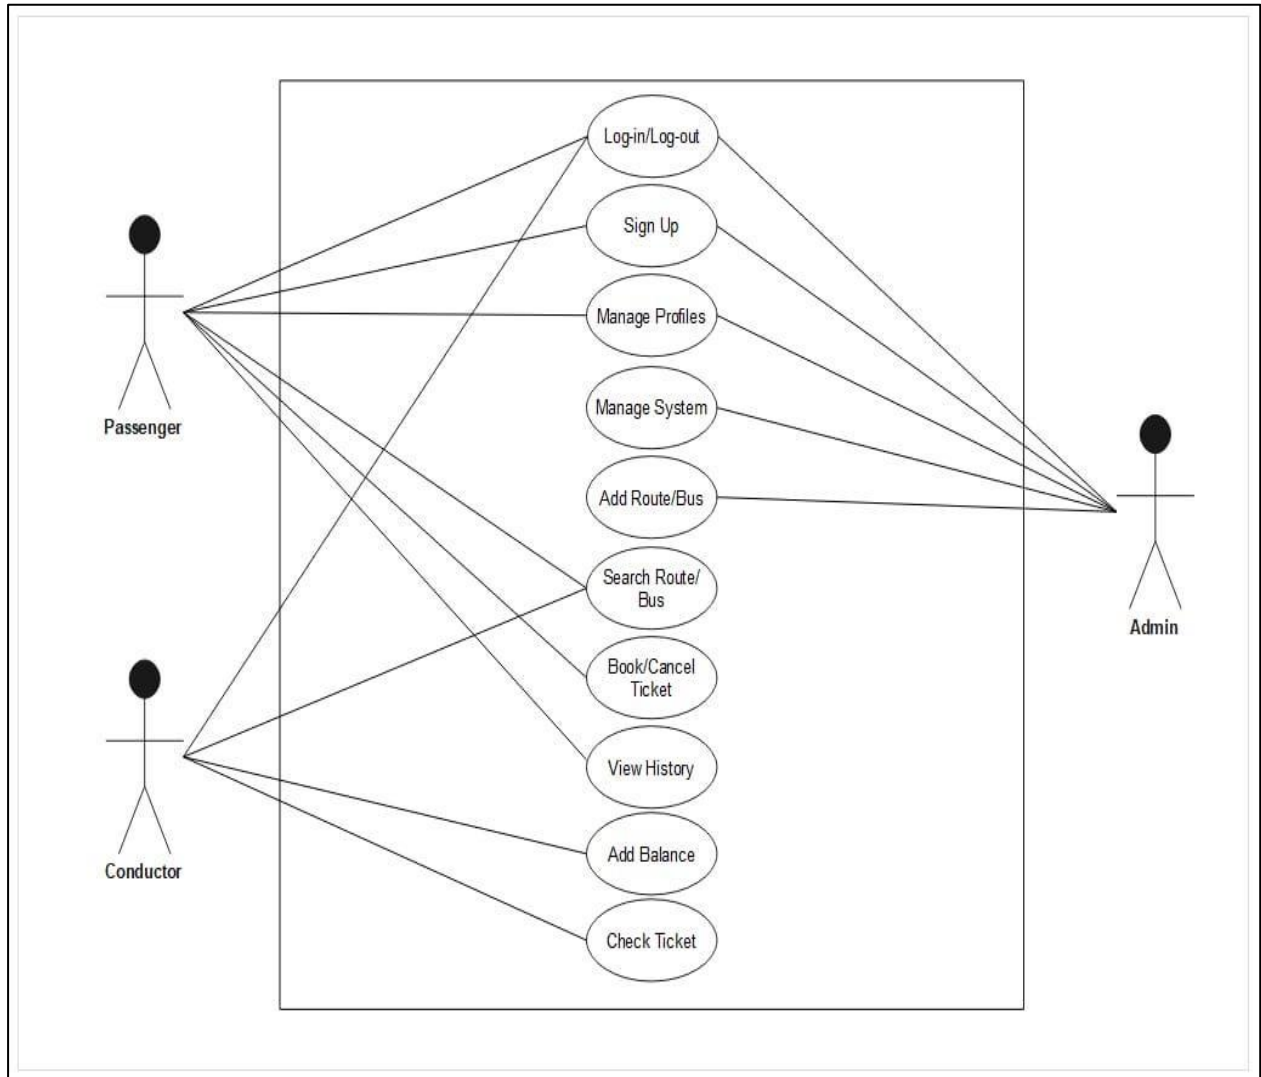 Log-in/Log-out
Sign Up
Manage Profiles
Passenger
Manage System
Add Route/Bus
Search Route/
Bus
Admin
Book/Cancel
Ticket
View History
Add Balance
Conductor
Check Ticket